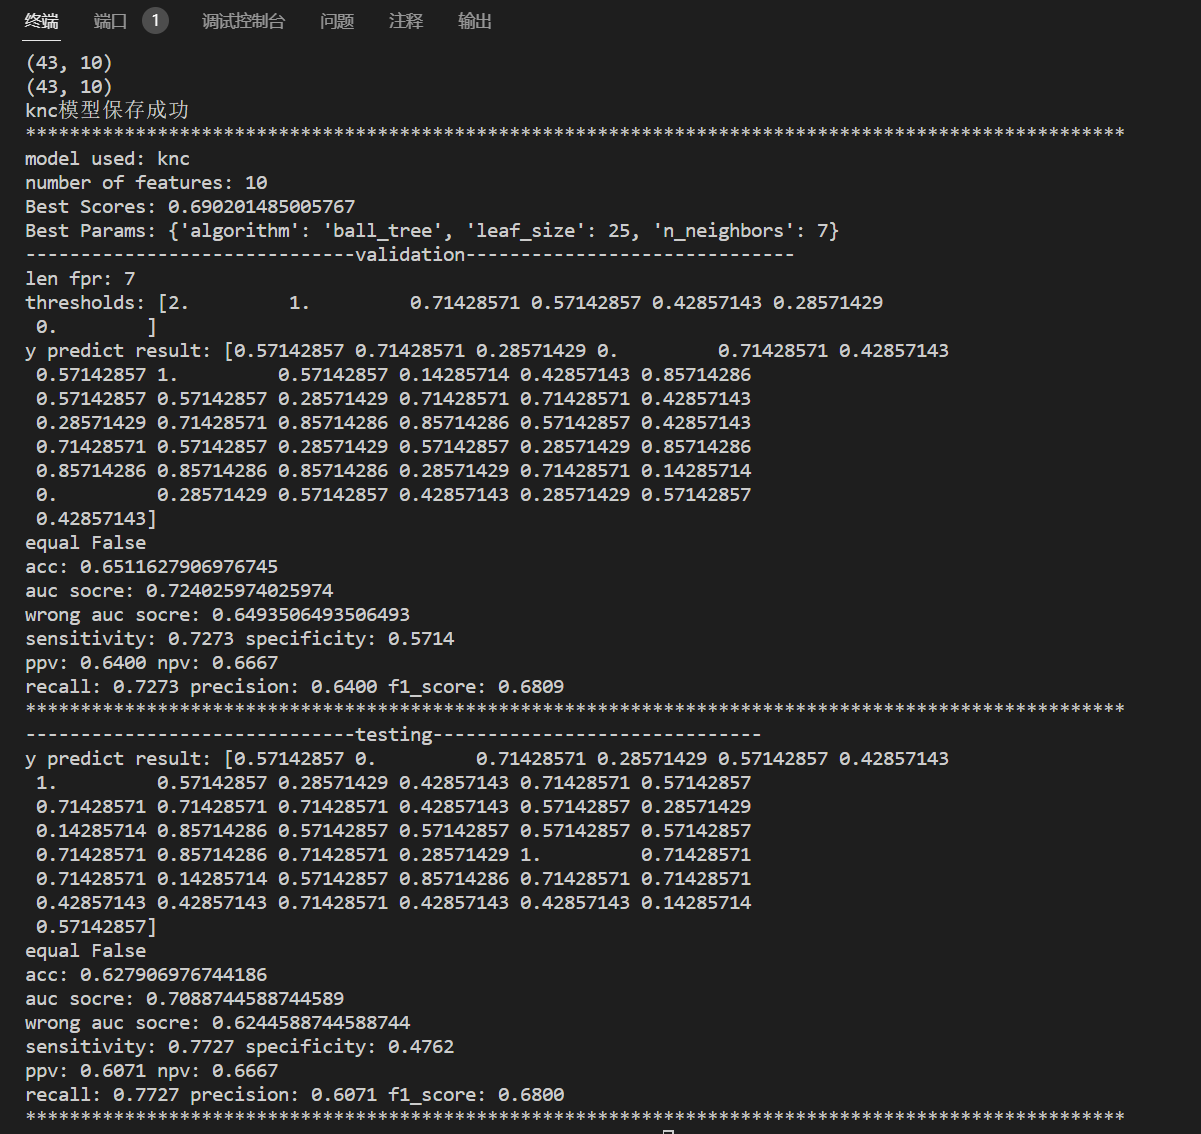 终端 端口 1 调试控制台 问题 注释 输出
(43, 10)
(43, 10)
knc模型保存成功
****************************************************************************************************
model used: knc
number of features: 10
Best Scores: 0.690201485005767
Best Params: {'algorithm': 'ball_tree', 'leaf_size': 25, 'n_neighbors': 7}
------------------------------validation------------------------------
len fpr: 7
thresholds: [2.         1.         0.71428571 0.57142857 0.42857143 0.28571429
 0.        ]
y predict result: [0.57142857 0.71428571 0.28571429 0.         0.71428571 0.42857143
 0.57142857 1.         0.57142857 0.14285714 0.42857143 0.85714286
 0.57142857 0.57142857 0.28571429 0.71428571 0.71428571 0.42857143
 0.28571429 0.71428571 0.85714286 0.85714286 0.57142857 0.42857143
 0.71428571 0.57142857 0.28571429 0.57142857 0.28571429 0.85714286
 0.85714286 0.85714286 0.85714286 0.28571429 0.71428571 0.14285714
 0.         0.28571429 0.57142857 0.42857143 0.28571429 0.57142857
 0.42857143]
equal False
acc: 0.6511627906976745
auc socre: 0.724025974025974
wrong auc socre: 0.6493506493506493
sensitivity: 0.7273 specificity: 0.5714
ppv: 0.6400 npv: 0.6667
recall: 0.7273 precision: 0.6400 f1_score: 0.6809
****************************************************************************************************
------------------------------testing------------------------------
y predict result: [0.57142857 0.         0.71428571 0.28571429 0.57142857 0.42857143
 1.         0.57142857 0.28571429 0.42857143 0.71428571 0.57142857
 0.71428571 0.71428571 0.71428571 0.42857143 0.57142857 0.28571429
 0.14285714 0.85714286 0.57142857 0.57142857 0.57142857 0.57142857
 0.71428571 0.85714286 0.71428571 0.28571429 1.         0.71428571
 0.71428571 0.14285714 0.57142857 0.85714286 0.71428571 0.71428571
 0.42857143 0.42857143 0.71428571 0.42857143 0.42857143 0.14285714
 0.57142857]
equal False
acc: 0.627906976744186
auc socre: 0.7088744588744589
wrong auc socre: 0.6244588744588744
sensitivity: 0.7727 specificity: 0.4762
ppv: 0.6071 npv: 0.6667
recall: 0.7727 precision: 0.6071 f1_score: 0.6800
****************************************************************************************************